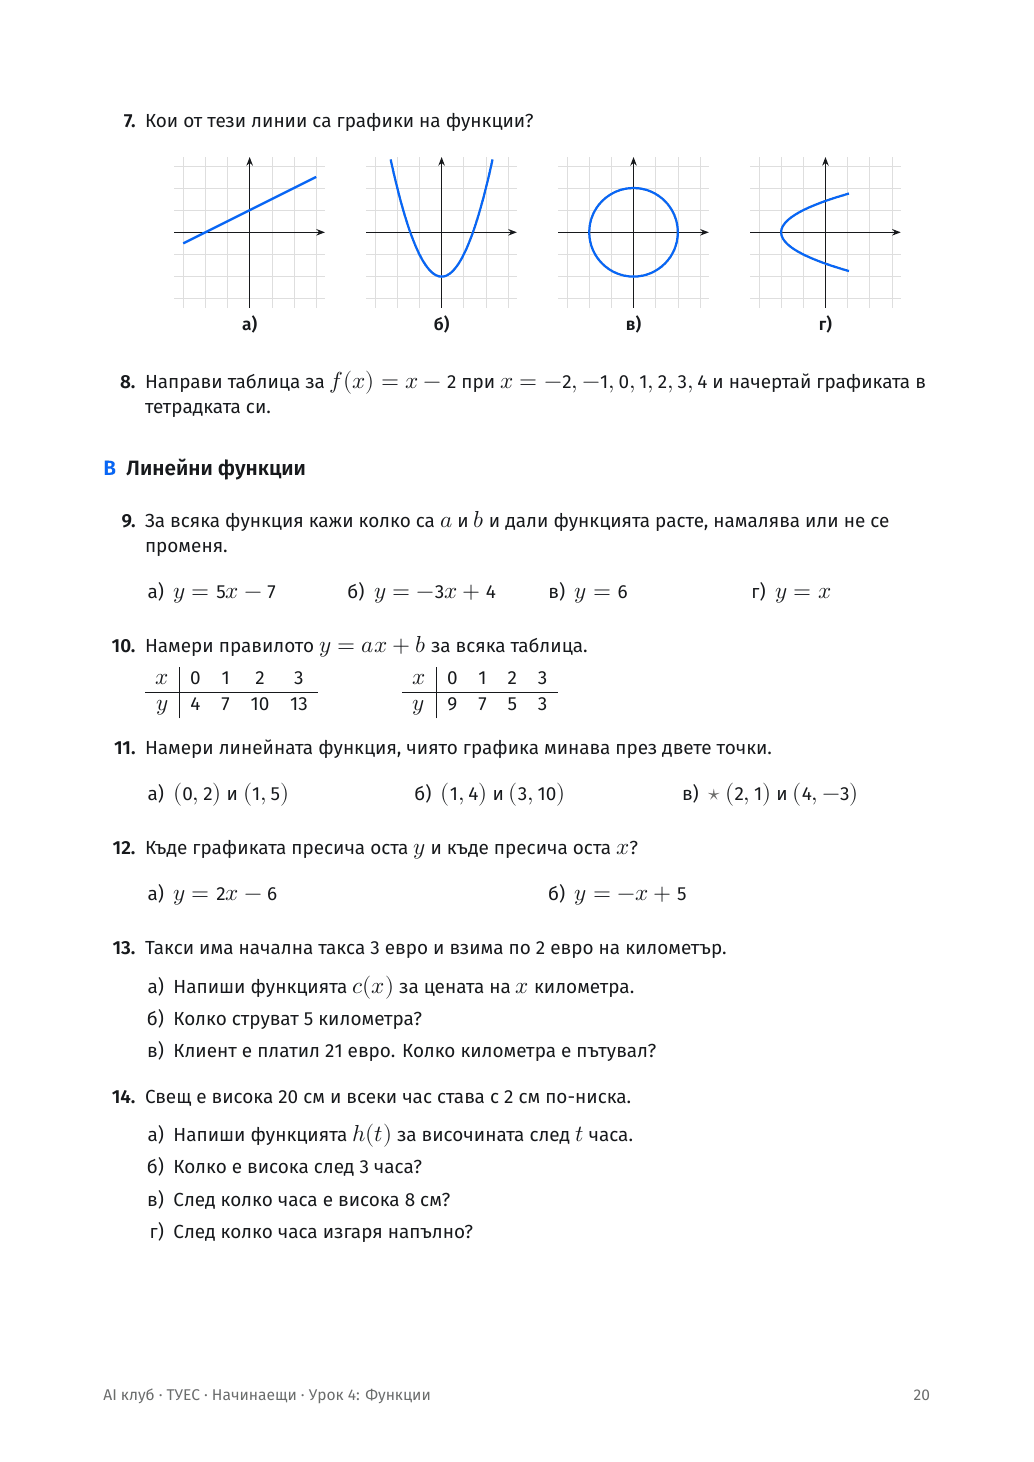 7. Кои от тези линии са графики на функции?
а) б) в) г)
8. Направи таблица за f(x) = x − 2 при x = −2, −1, 0, 1, 2, 3, 4 и начертай графиката в
тетрадката си.
В Линейни функции
9. За всяка функция кажи колко са a и b и дали функцията расте, намалява или не се
променя.
а) y = 5x − 7 б) y = −3x + 4 в) y = 6 г) y = x
10. Намери правилото y = ax + b за всяка таблица.
x 0 1 2 3 x 0 1 2 3
y 4 7 10 13 y 9 7 5 3
11. Намери линейната функция, чиято графика минава през двете точки.
а) (0, 2) и (1, 5) б) (1, 4) и (3, 10) в) ⋆ (2, 1) и (4, −3)
12. Къде графиката пресича оста y и къде пресича оста x?
а) y = 2x − 6 б) y = −x + 5
13. Такси има начална такса 3 евро и взима по 2 евро на километър.
а) Напиши функцията c(x) за цената на x километра.
б) Колко струват 5 километра?
в) Клиент е платил 21 евро. Колко километра е пътувал?
14. Свещ е висока 20 см и всеки час става с 2 см по-ниска.
а) Напиши функцията h(t) за височината след t часа.
б) Колко е висока след 3 часа?
в) След колко часа е висока 8 см?
г) След колко часа изгаря напълно?
AI клуб · ТУЕС · Начинаещи · Урок 4: Функции 20